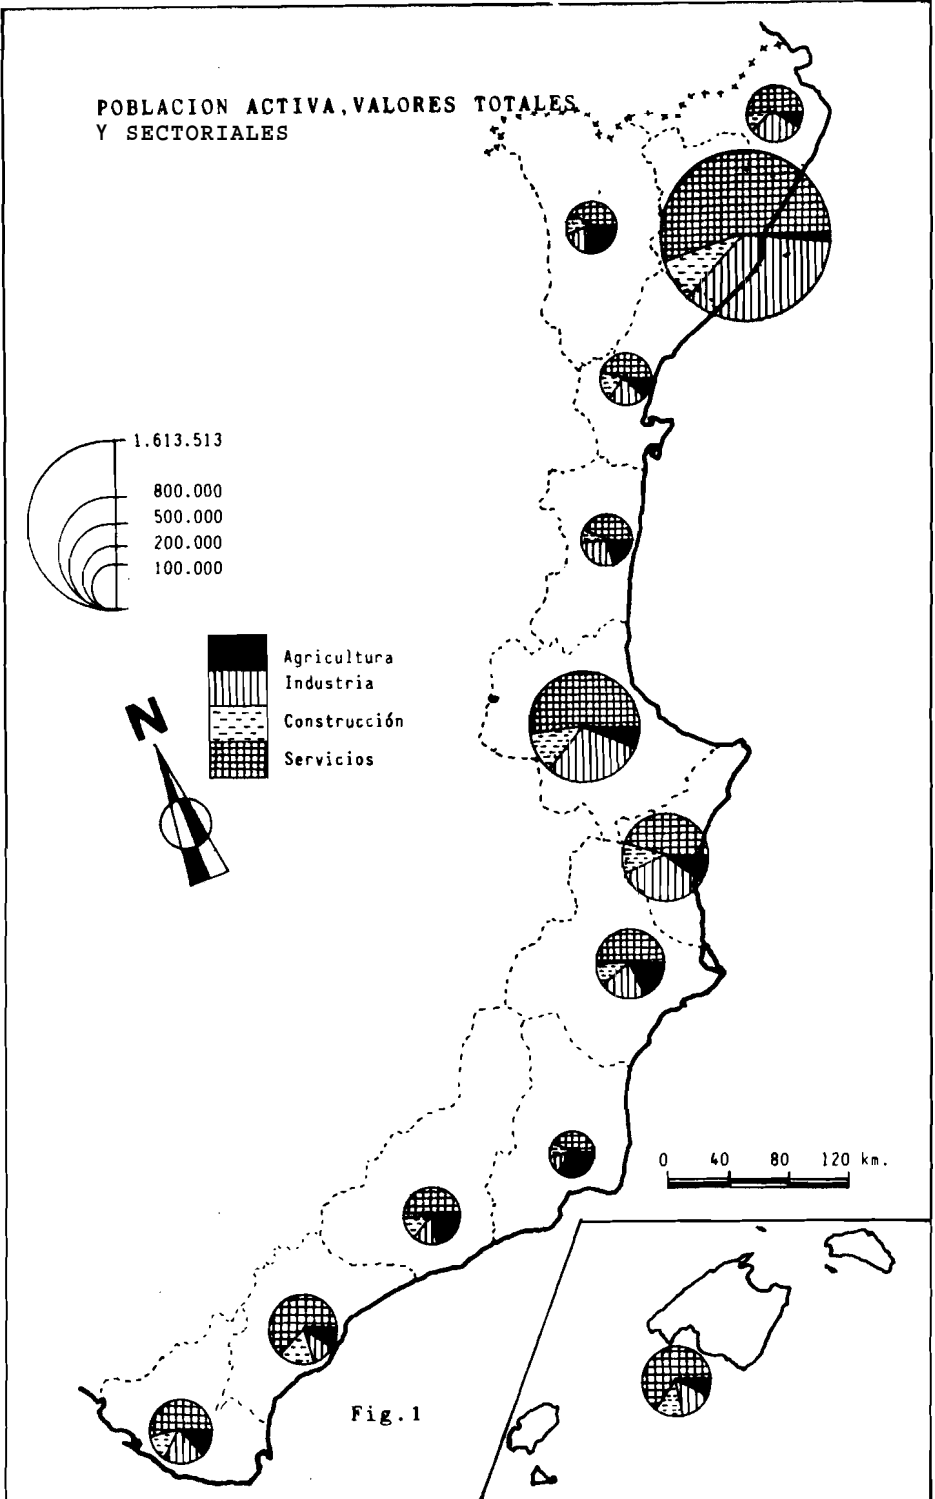 POBLACION ACTIVA,VALORES TOTALES
Y SECTORIALES
1.613.513
800.000
500.000
200.000
100.000
Agricultura
Industria
Construcción
Servicios
N
0 40 80 120 km.
Fig.1